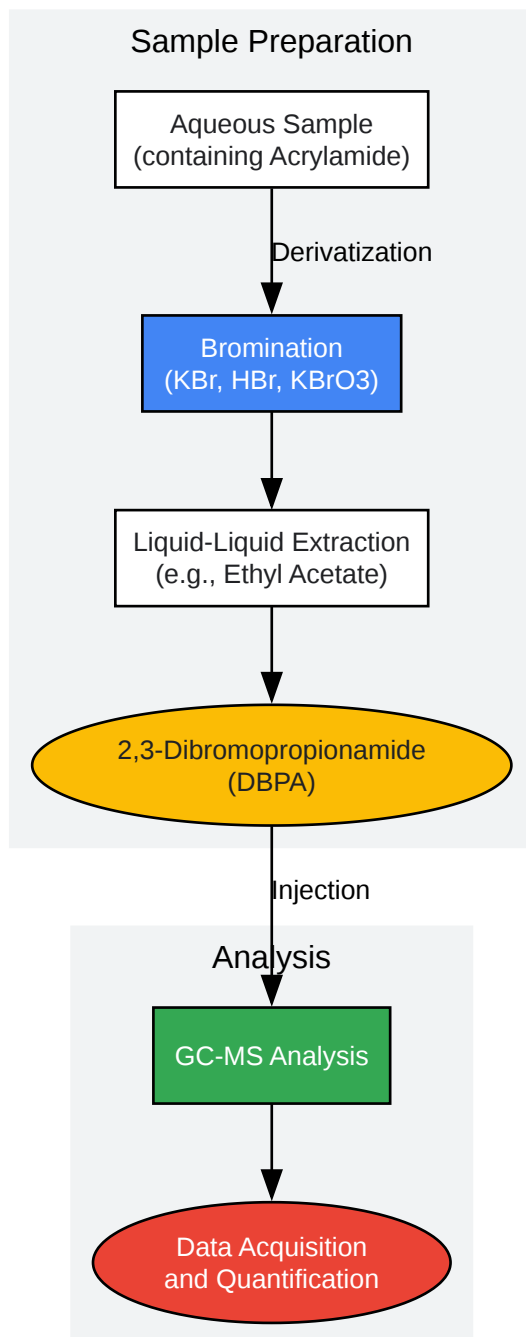 Sample Preparation
Aqueous Sample
(containing Acrylamide)
Derivatization
Bromination
(KBr, HBr, KBrO3)
Liquid-Liquid Extraction
(e.g., Ethyl Acetate)
2,3-Dibromopropionamide
(DBPA)
Injection
Analysis
GC-MS Analysis
Data Acquisition
and Quantification